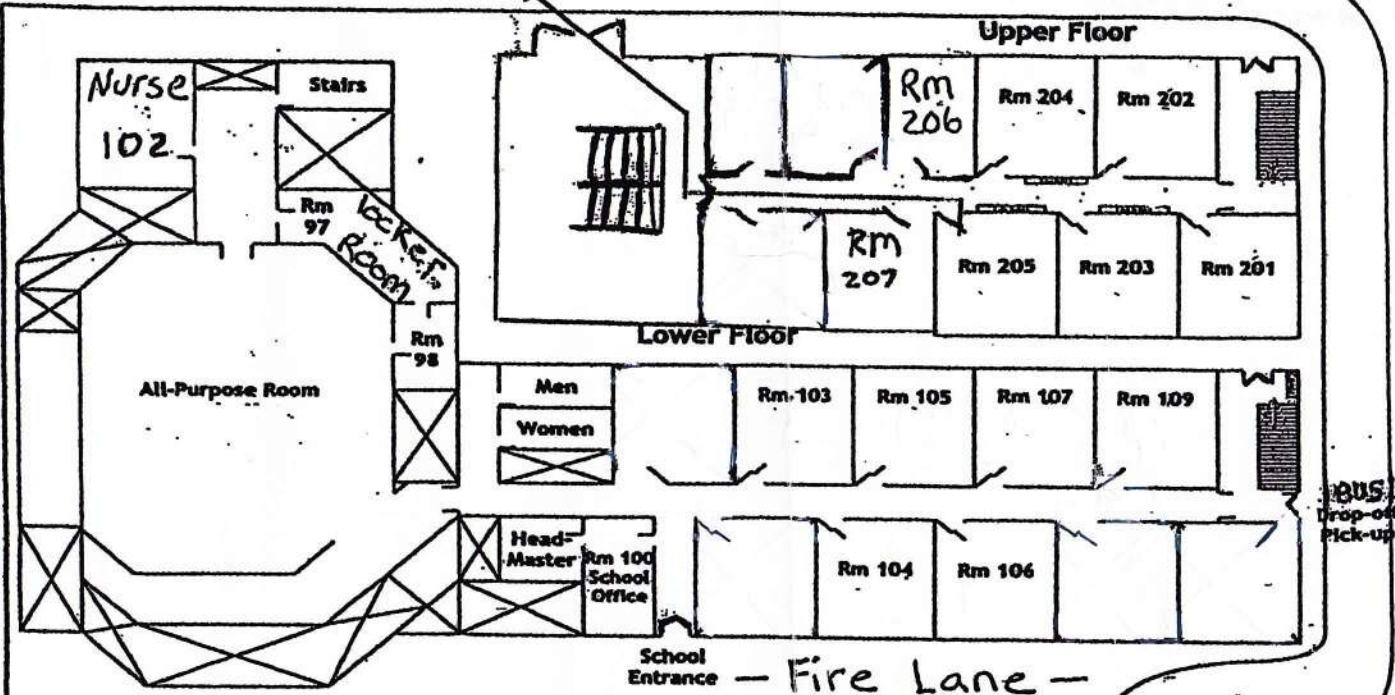 Upper Floor
Nurse
102
Stairs
Rm
206
Rm 204
Rm 202
Rm
97
Locker
Room
RM
207
Rm 205
Rm 203
Rm 201
Lower Floor
Rm
98
All-Purpose Room
Men
Women
Rm 103
Rm 105
Rm 107
Rm 109
BUS
Drop-off
Pick-up
Head-
Master
Rm 100
School
Office
Rm 104
Rm 106
School
Entrance
— Fire Lane —